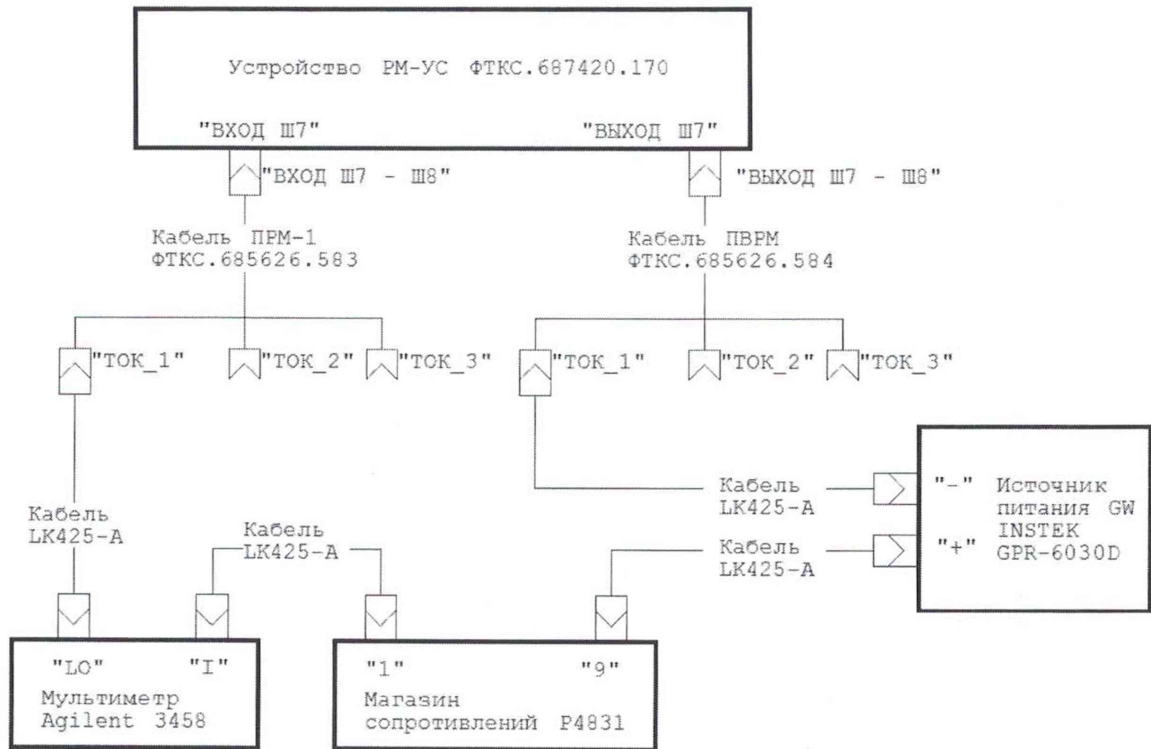 Устройство РМ-УС ФТКС.687420.170
"ВХОД Ш7"
"ВЫХОД Ш7"
"ВХОД Ш7 - Ш8"
"ВЫХОД Ш7 - Ш8"
Кабель ПРМ-1
ФТКС.685626.583
Кабель ПВРМ
ФТКС.685626.584
"ТОК_1"
"ТОК_2"
"ТОК_3"
"ТОК_1"
"ТОК_2"
"ТОК_3"
Кабель
LK425-A
Кабель
LK425-A
Кабель
LK425-A
Кабель
LK425-A
"-"
"+"
Источник
питания GW
INSTEK
GPR-6030D
"LO"
"I"
Мультиметр
Agilent 3458
"1"
"9"
Магазин
сопротивлений Р4831